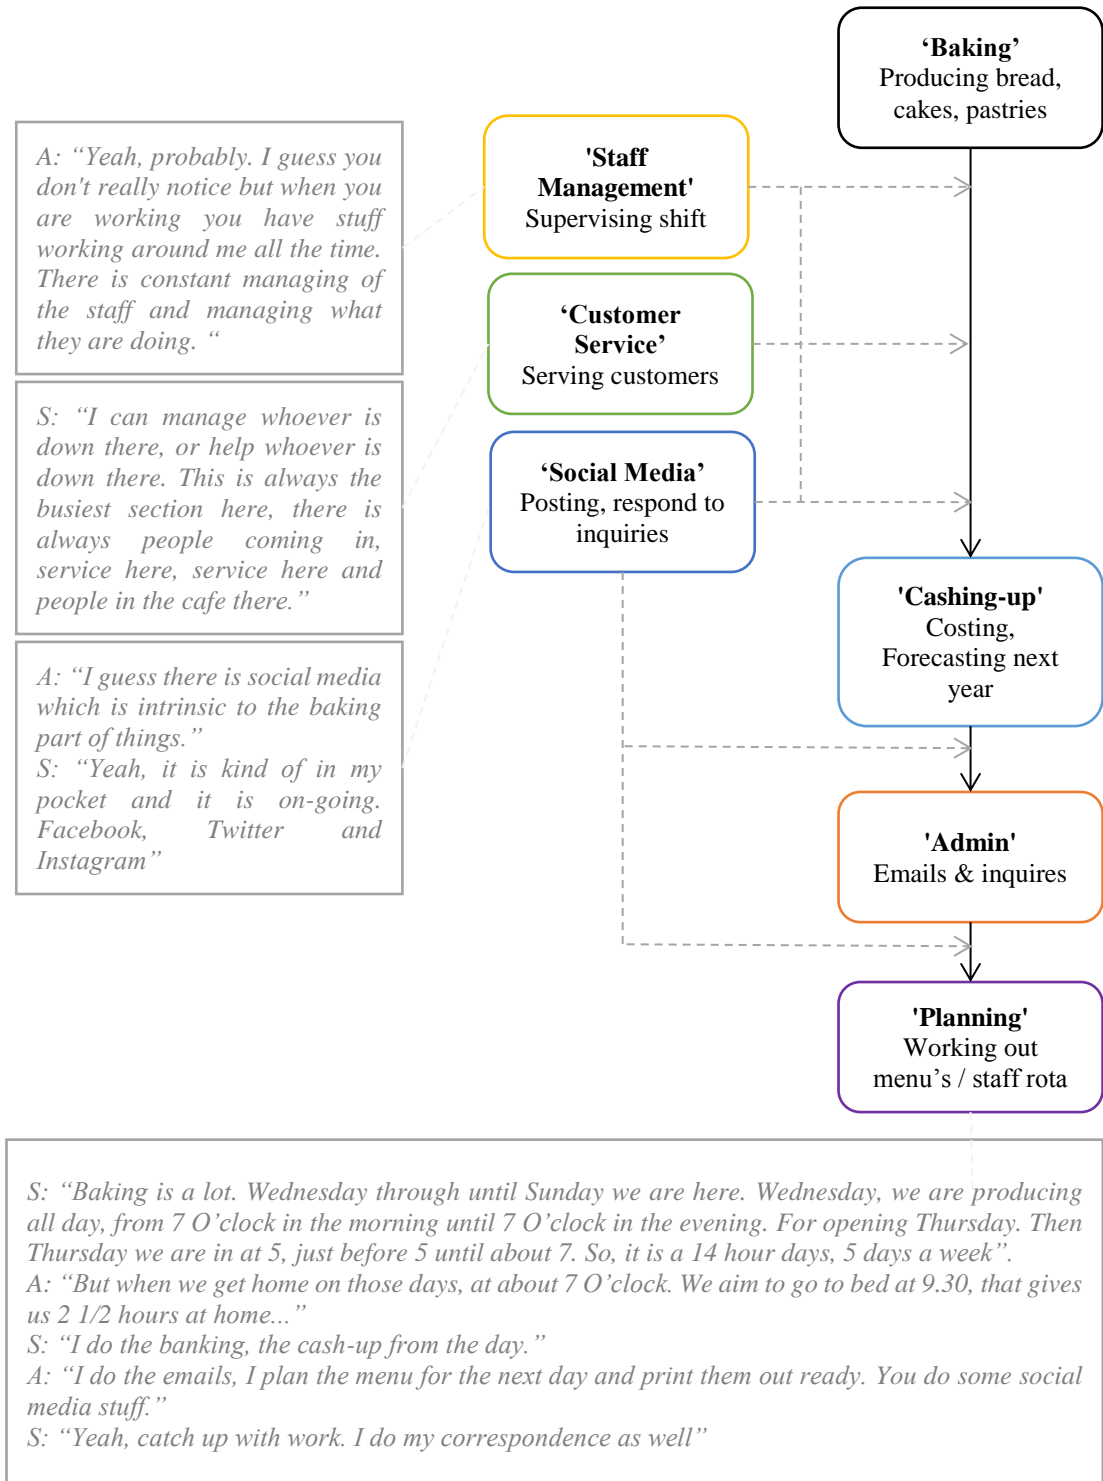 ‘Baking’
Producing bread,
cakes, pastries
A: “Yeah, probably. I guess you
don't really notice but when you
are working you have stuff
working around me all the time.
There is constant managing of
the staff and managing what
they are doing. “
'Staff
Management'
Supervising shift
‘Customer
Service’
Serving customers
S: “I can manage whoever is
down there, or help whoever is
down there. This is always the
busiest section here, there is
always people coming in,
service here, service here and
people in the cafe there.”
‘Social Media’
Posting, respond to
inquiries
A: “I guess there is social media
which is intrinsic to the baking
part of things.”
S: “Yeah, it is kind of in my
pocket and it is on-going.
Facebook, Twitter and
Instagram”
'Cashing-up'
Costing,
Forecasting next
year
'Admin'
Emails & inquires
'Planning'
Working out
menu’s / staff rota
S: “Baking is a lot. Wednesday through until Sunday we are here. Wednesday, we are producing
all day, from 7 O’clock in the morning until 7 O’clock in the evening. For opening Thursday. Then
Thursday we are in at 5, just before 5 until about 7. So, it is a 14 hour days, 5 days a week”.
A: “But when we get home on those days, at about 7 O’clock. We aim to go to bed at 9.30, that gives
us 2 1/2 hours at home...”
S: “I do the banking, the cash-up from the day.”
A: “I do the emails, I plan the menu for the next day and print them out ready. You do some social
media stuff.”
S: “Yeah, catch up with work. I do my correspondence as well”